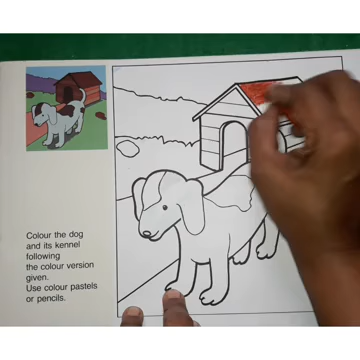 Colour the dog
and its kennel
following
the colour version
given.
Use colour pastels
or pencils.